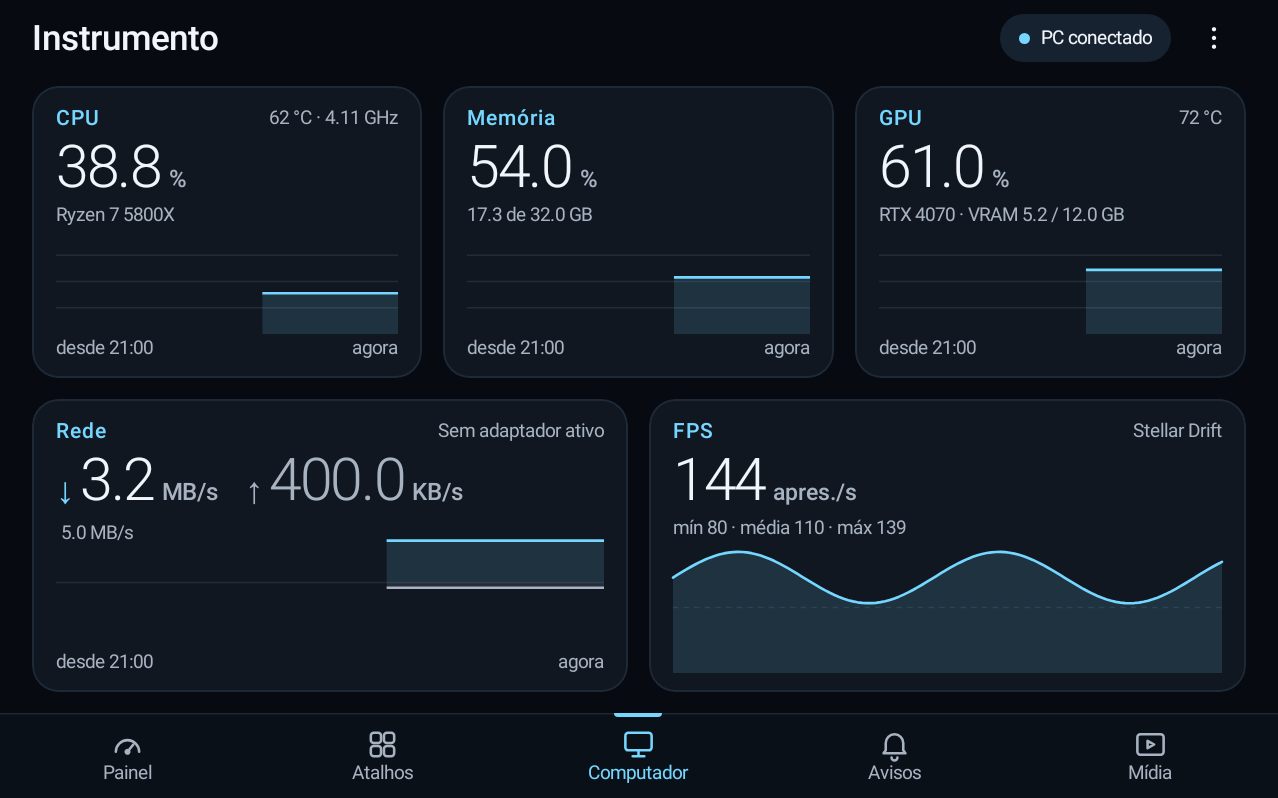 Instrumento
PC conectado
CPU
62 °C · 4.11 GHz
38.8 %
Ryzen 7 5800X
desde 21:00
agora
Memória
54.0 %
17.3 de 32.0 GB
desde 21:00
agora
GPU
72 °C
61.0 %
RTX 4070 · VRAM 5.2 / 12.0 GB
desde 21:00
agora
Rede
Sem adaptador ativo
↓ 3.2 MB/s ↑ 400.0 KB/s
5.0 MB/s
desde 21:00
agora
FPS
Stellar Drift
144 apres./s
mín 80 · média 110 · máx 139
Painel
Atalhos
Computador
Avisos
Mídia